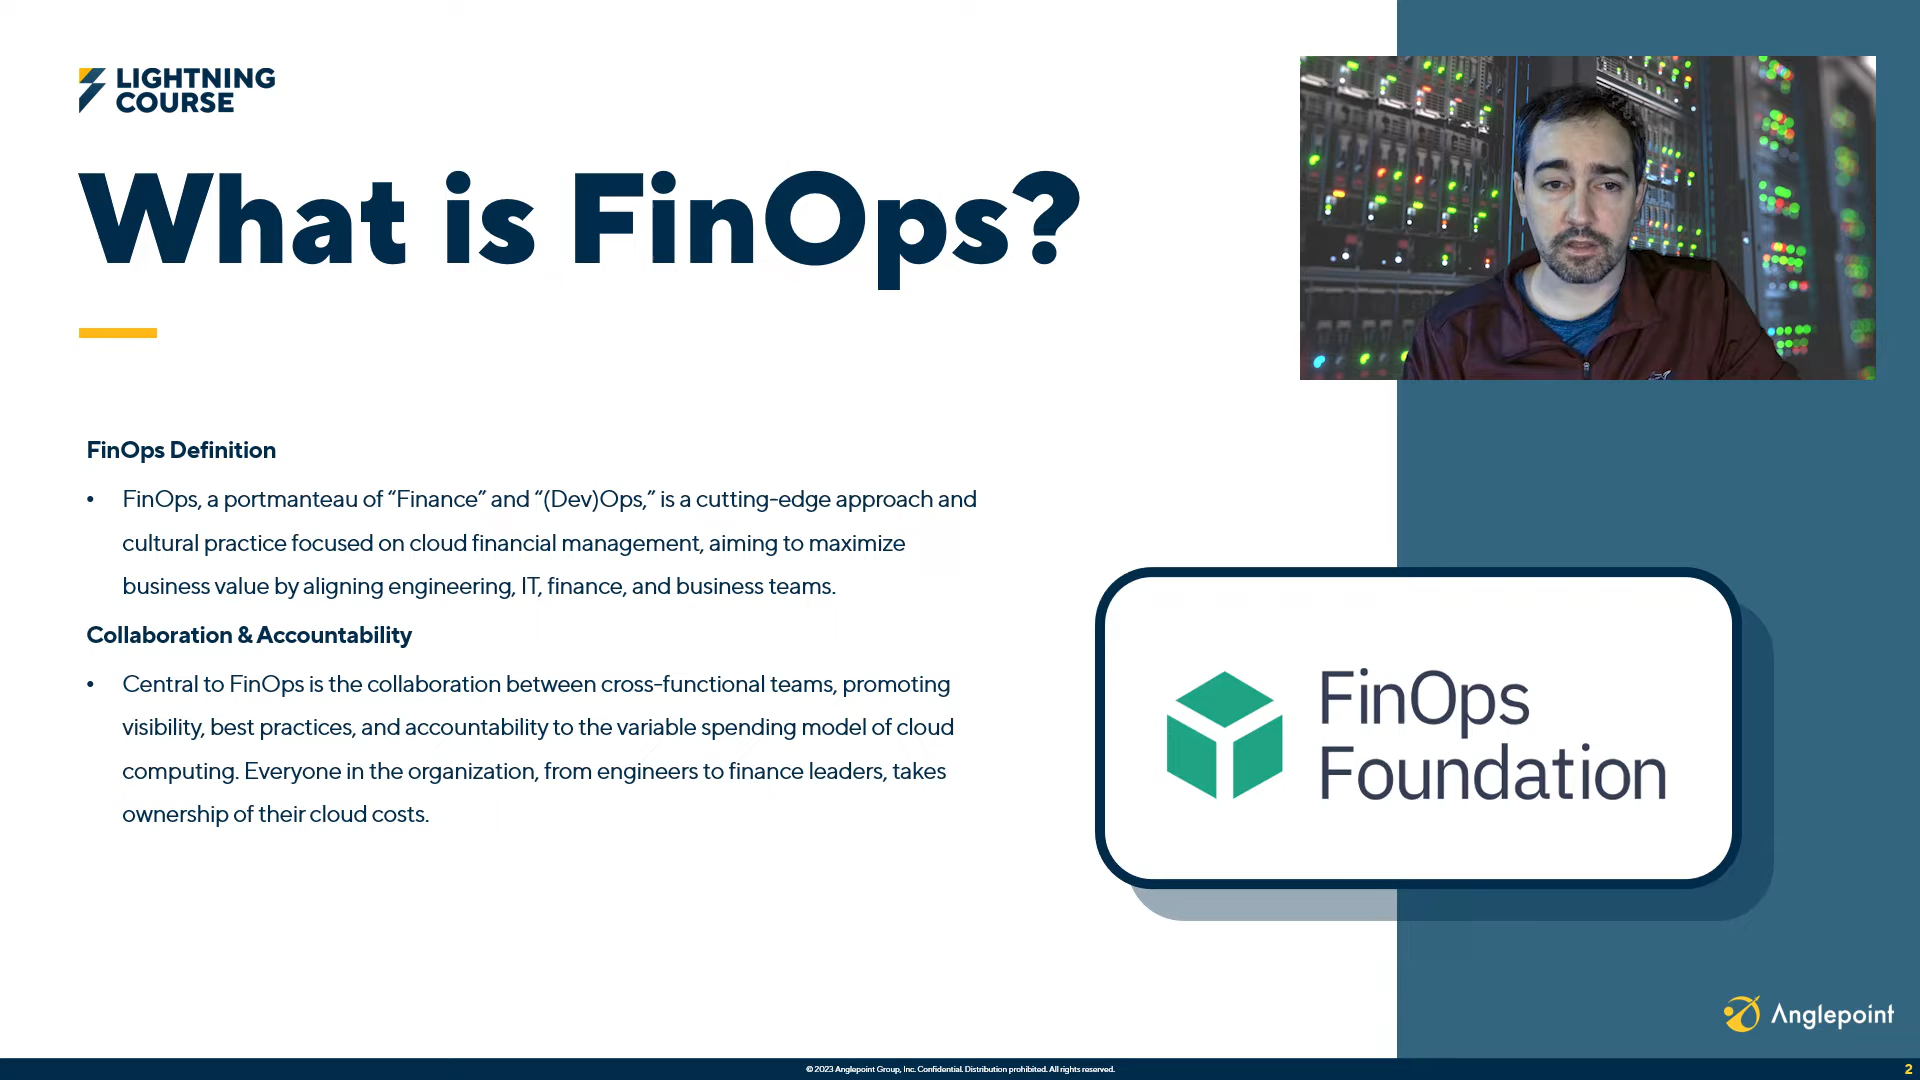 LIGHTNING
COURSE
What is FinOps?
FinOps Definition
• FinOps, a portmanteau of “Finance” and “(Dev)Ops,” is a cutting-edge approach and
cultural practice focused on cloud financial management, aiming to maximize
business value by aligning engineering, IT, finance, and business teams.
Collaboration & Accountability
• Central to FinOps is the collaboration between cross-functional teams, promoting
visibility, best practices, and accountability to the variable spending model of cloud
computing. Everyone in the organization, from engineers to finance leaders, takes
ownership of their cloud costs.
FinOps
Foundation
Anglepoint
© 2023 Anglepoint Group, Inc. Confidential. Distribution prohibited. All rights reserved.
2